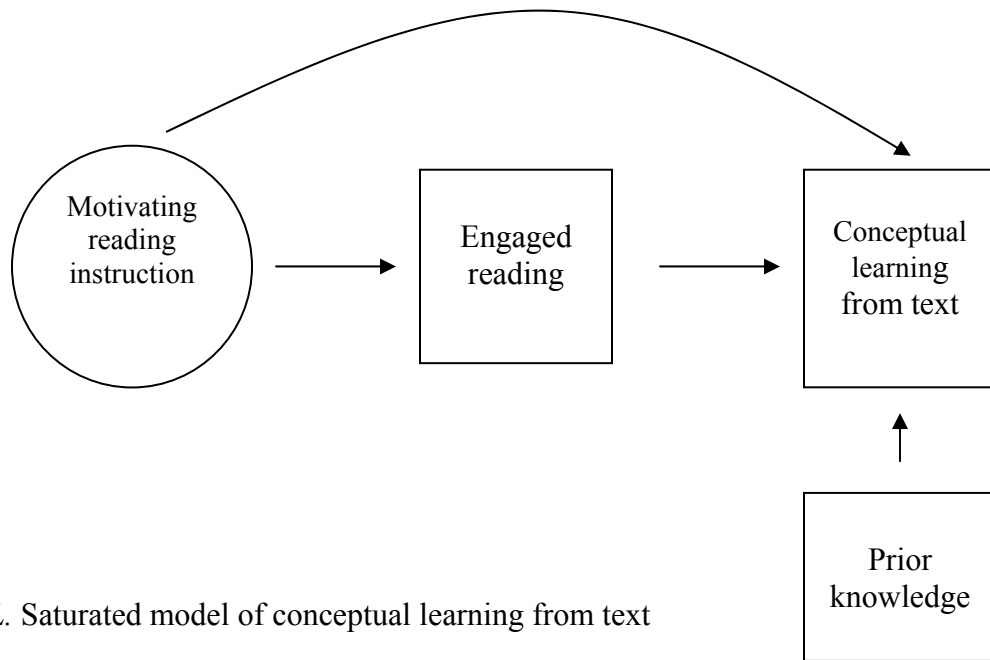 Motivating
reading
instruction
Engaged
reading
Conceptual
learning
from text
Prior
knowledge
. Saturated model of conceptual learning from text